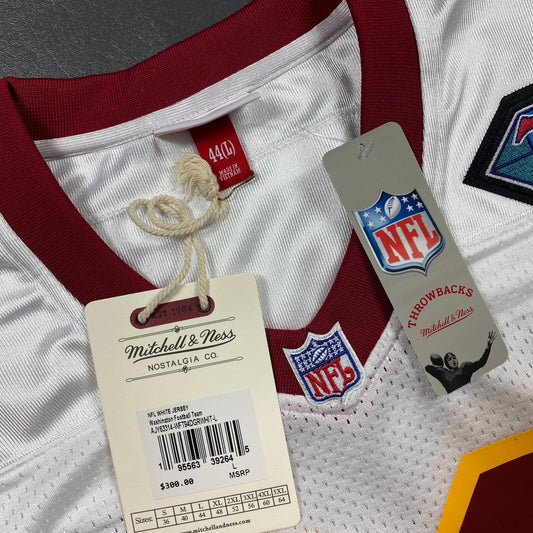 44(L)
MADE IN
VIETNAM
NFL
THROWBACKS
Mitchell & Ness
EST. 1904
Mitchell & Ness
NOSTALGIA CO.
NFL
NFL WHITE JERSEY
Washington Football Team
AJY63314-WFT94DGRWHIT-L
1 95563 39264 5
L
$300.00 MSRP
Sizes: S M L XL 2XL 3XL 4XL 5XL
36 40 44 48 52 56 60 64
mitchellandness.com